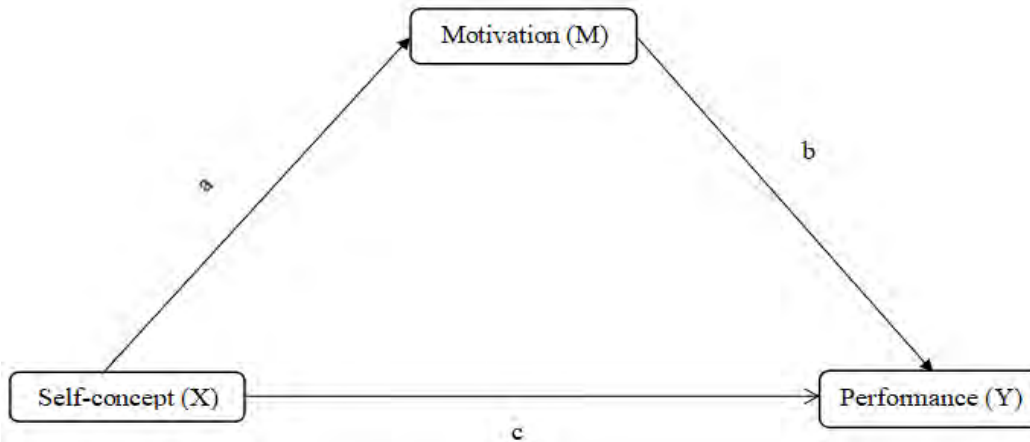 Motivation (M)
b
a
Self-concept (X)
Performance (Y)
c